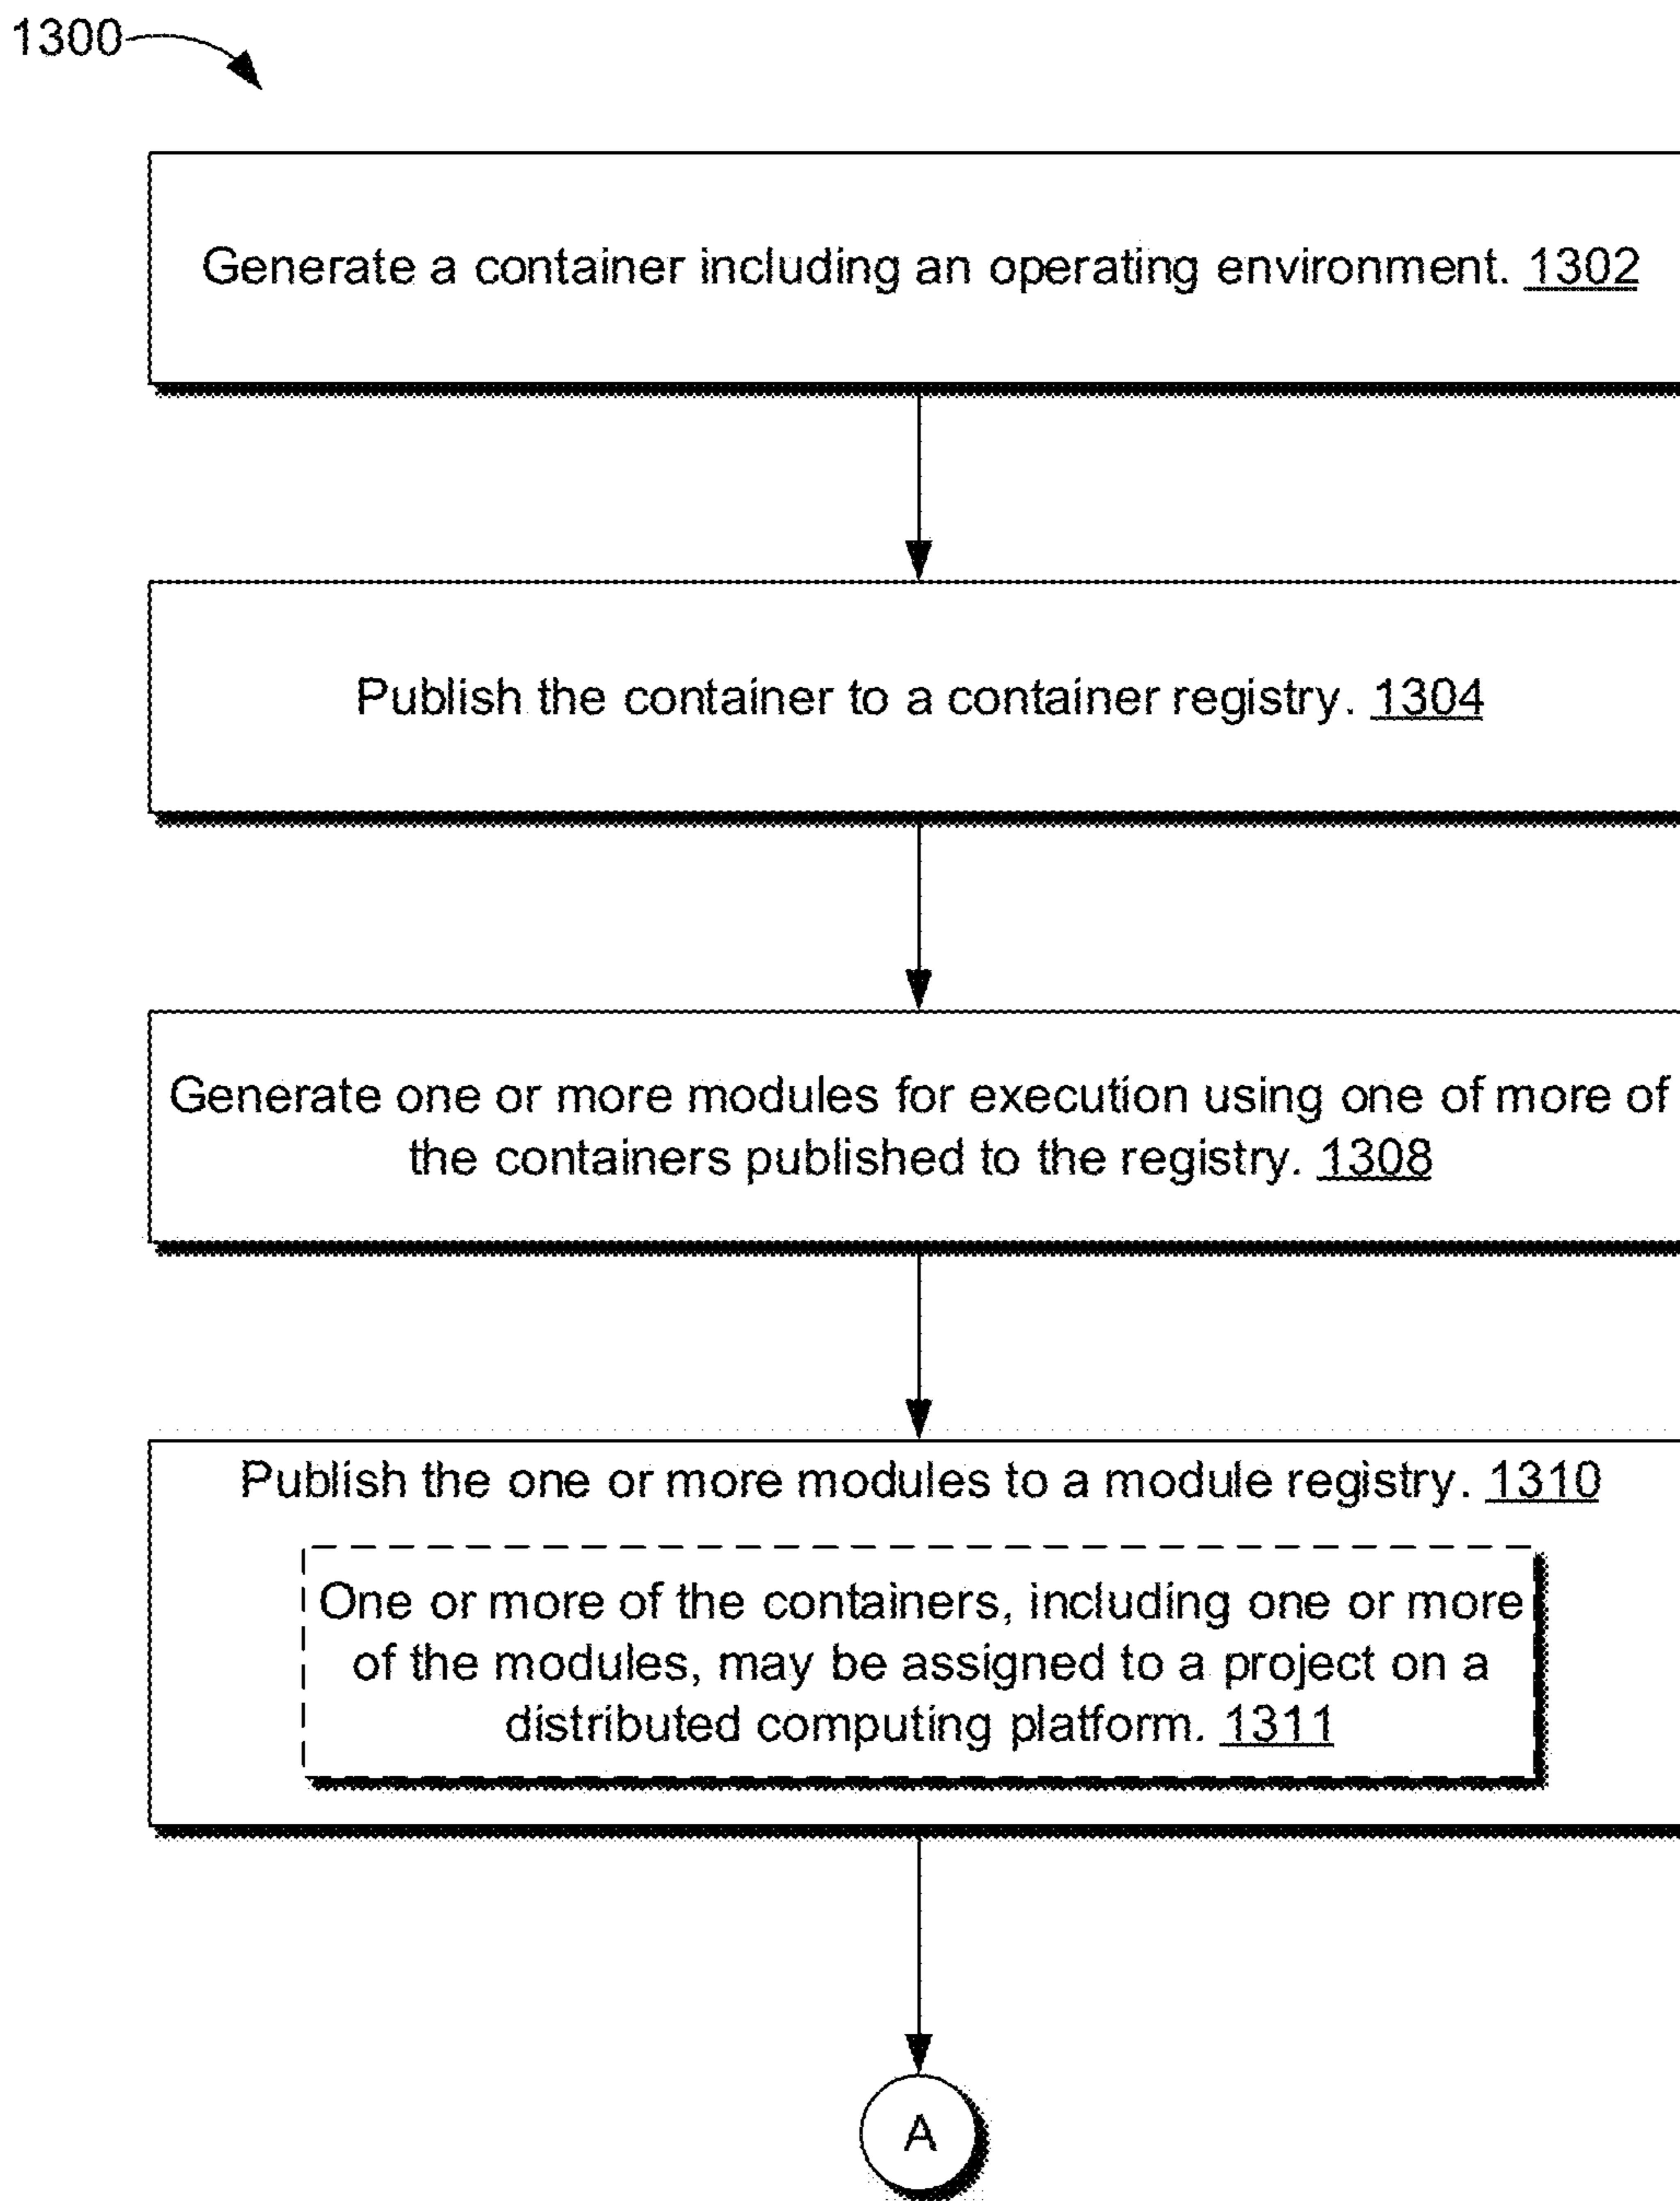 1300
Generate a container including an operating environment. 1302
Publish the container to a container registry. 1304
Generate one or more modules for execution using one of more of
the containers published to the registry. 1308
Publish the one or more modules to a module registry. 1310
One or more of the containers, including one or more
of the modules, may be assigned to a project on a
distributed computing platform. 1311
A